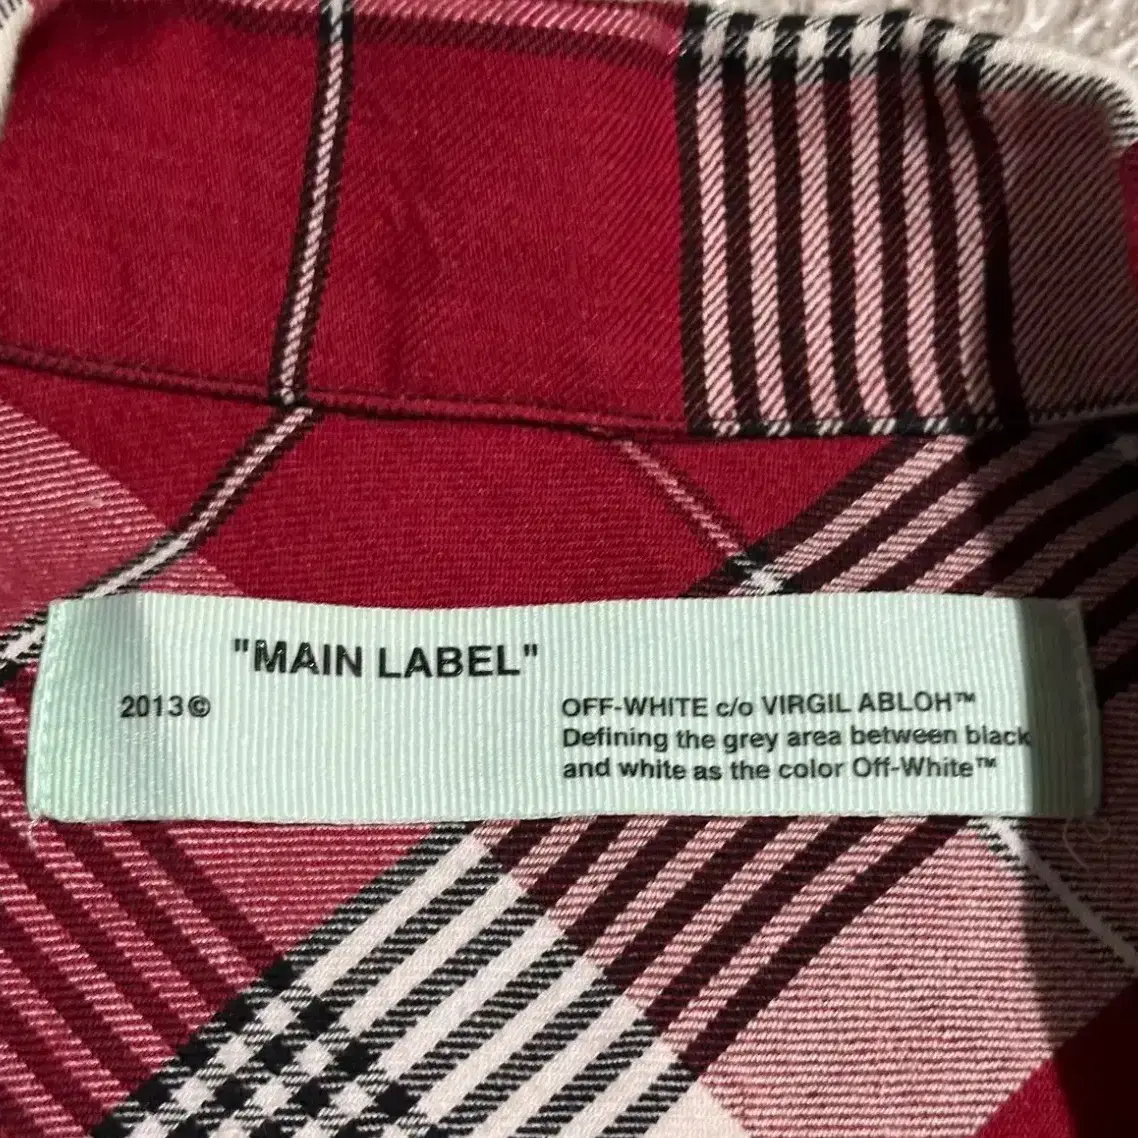 "MAIN LABEL"
2013©
OFF-WHITE c/o VIRGIL ABLOH™
Defining the grey area between black
and white as the color Off-White™